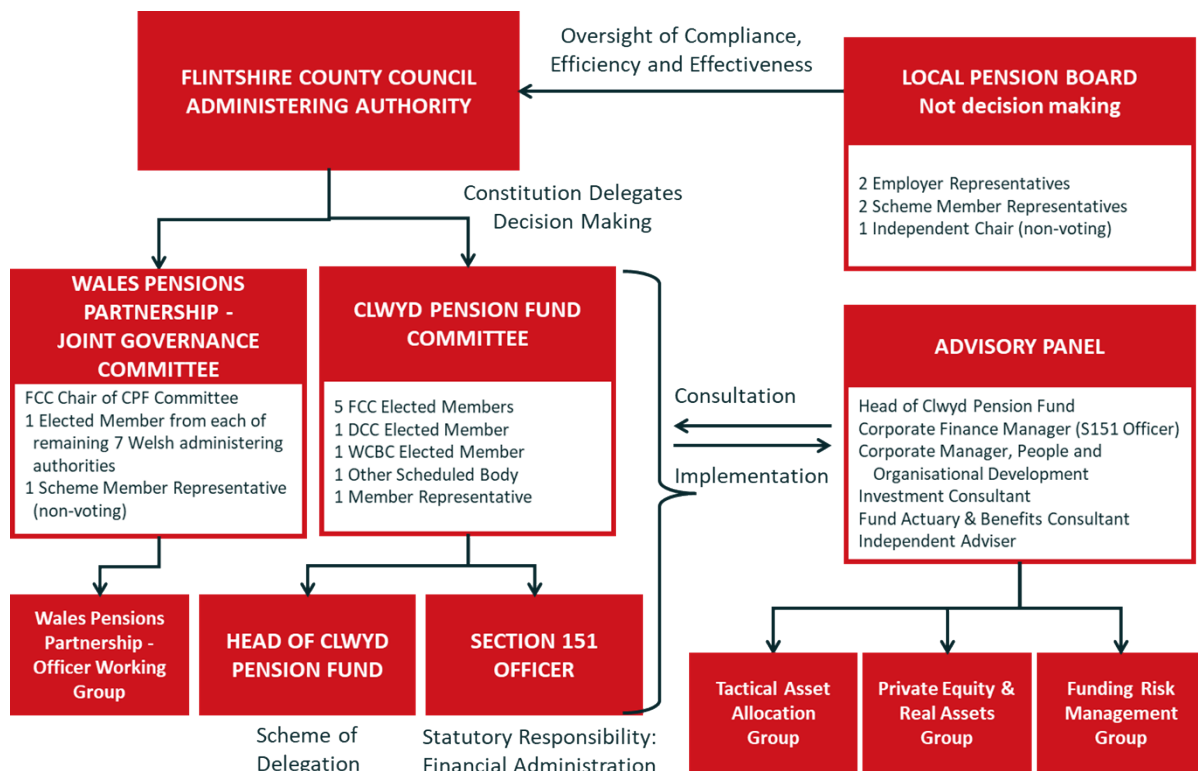 FLINTSHIRE COUNTY COUNCIL
ADMINISTERING AUTHORITY
Oversight of Compliance,
Efficiency and Effectiveness
LOCAL PENSION BOARD
Not decision making
2 Employer Representatives
2 Scheme Member Representatives
1 Independent Chair (non-voting)
Constitution Delegates
Decision Making
WALES PENSIONS
PARTNERSHIP -
JOINT GOVERNANCE
COMMITTEE
FCC Chair of CPF Committee
1 Elected Member from each of
remaining 7 Welsh administering
authorities
1 Scheme Member Representative
(non-voting)
CLWYD PENSION FUND
COMMITTEE
5 FCC Elected Members
1 DCC Elected Member
1 WCBC Elected Member
1 Other Scheduled Body
1 Member Representative
Consultation
Implementation
ADVISORY PANEL
Head of Clwyd Pension Fund
Corporate Finance Manager (S151 Officer)
Corporate Manager, People and
Organisational Development
Investment Consultant
Fund Actuary & Benefits Consultant
Independent Adviser
Wales Pensions
Partnership -
Officer Working
Group
HEAD OF CLWYD
PENSION FUND
SECTION 151
OFFICER
Scheme of
Delegation
Statutory Responsibility:
Financial Administration
Tactical Asset
Allocation
Group
Private Equity &
Real Assets
Group
Funding Risk
Management
Group